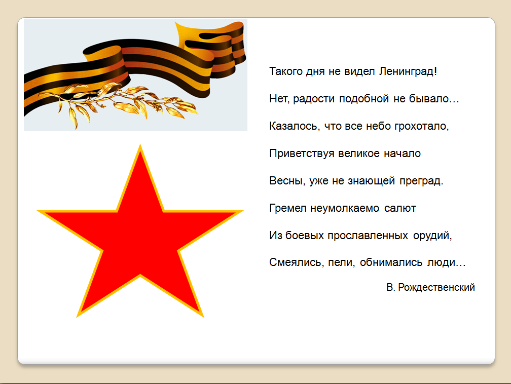 Такого дня не видел Ленинград!
Нет, радости подобной не бывало…
Казалось, что все небо грохотало,
Приветствуя великое начало
Весны, уже не знающей преград.
Гремел неумолкаемо салют
Из боевых прославленных орудий,
Смеялись, пели, обнимались люди…
В. Рождественский